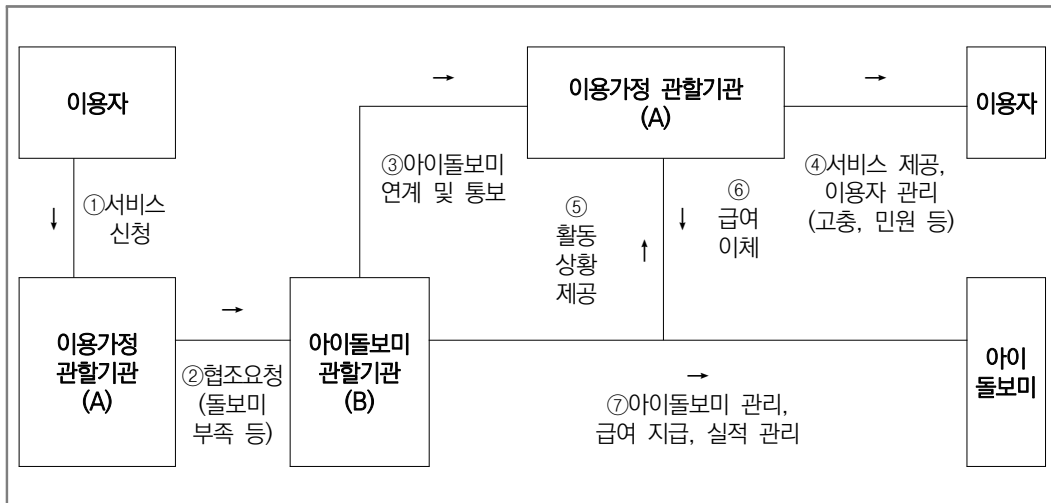 이용자
①서비스
신청
이용가정
관할기관
(A)
→
②협조요청
(돌보미
부족 등)
아이돌보미
관할기관
(B)
→
③아이돌보미
연계 및 통보
이용가정 관할기관
(A)
→
④서비스 제공,
이용자 관리
(고충, 민원 등)
이용자
⑤
활동
상황
제공
↑
⑥
급여
이체
↓
→
⑦아이돌보미 관리,
급여 지급, 실적 관리
아이
돌보미
↓